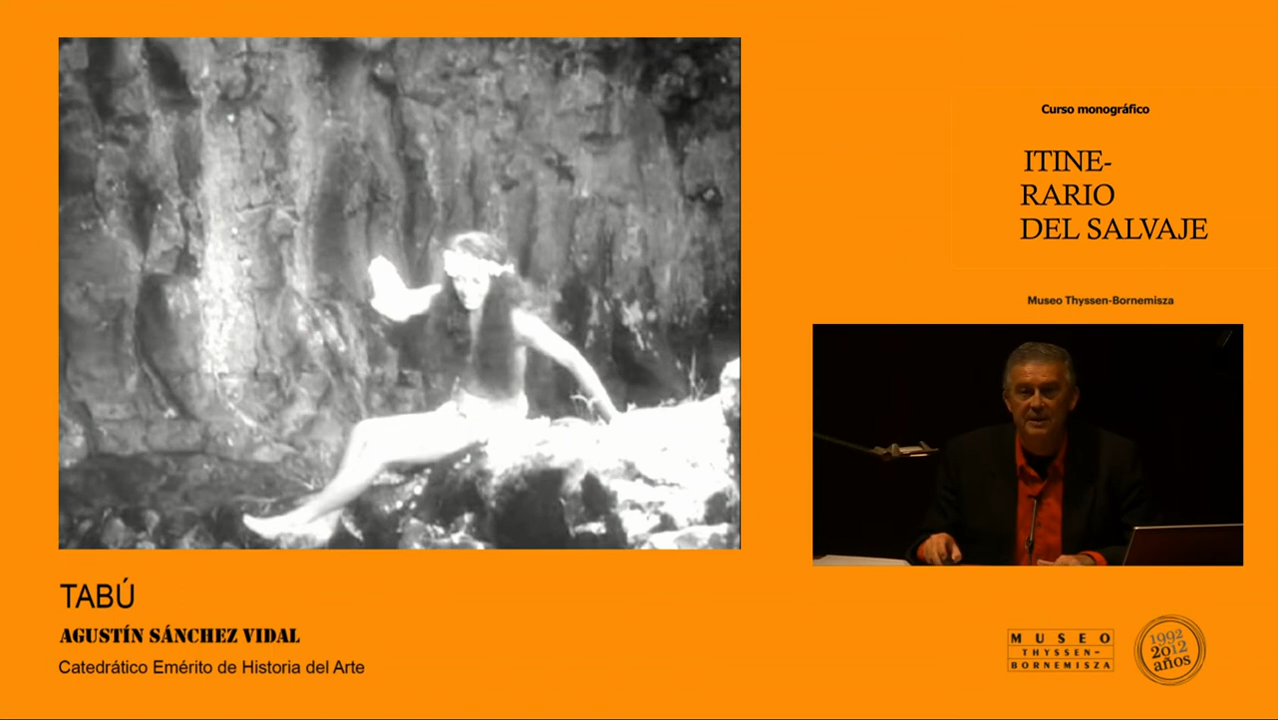 Curso monográfico
ITINE-
RARIO
DEL SALVAJE
Museo Thyssen-Bornemisza
TABÚ
AGUSTÍN SÁNCHEZ VIDAL
Catedrático Emérito de Historia del Arte
MUSEO
THYSSEN-
BORNEMISZA
1992
2012
años